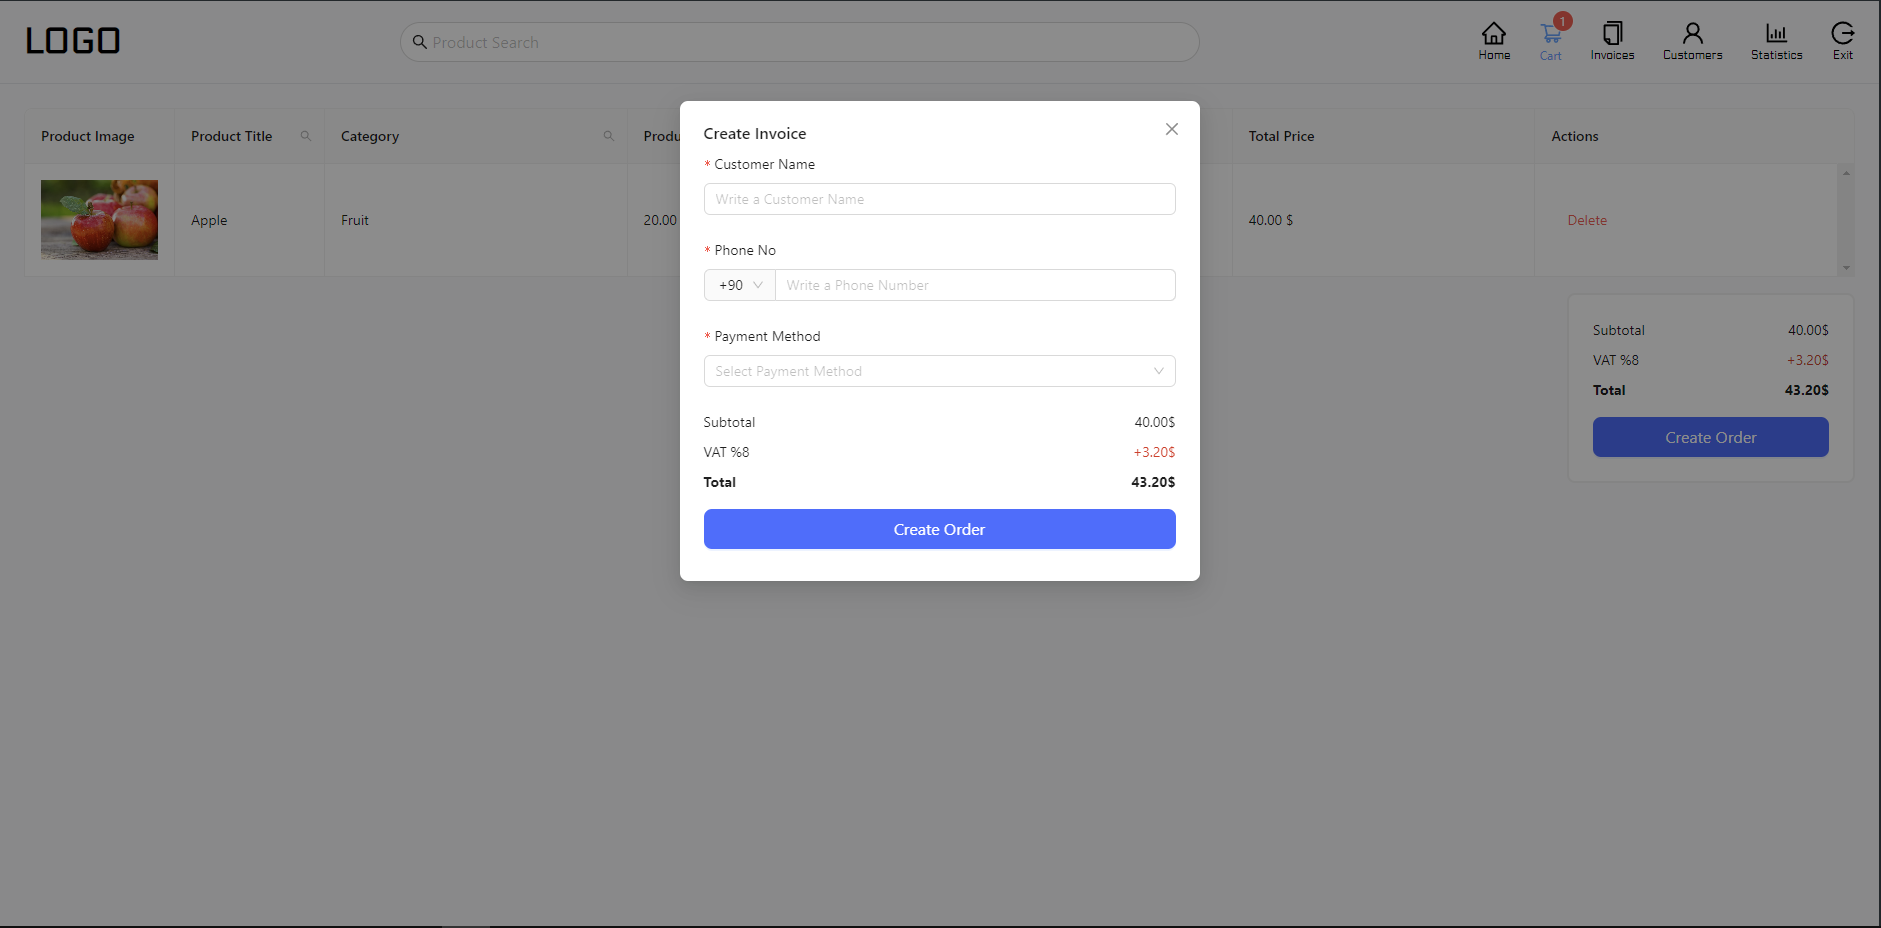 LOGO
Product Search
Home
1
Cart
Invoices
Customers
Statistics
Exit
Product Image
Product Title
Category
Produ
Total Price
Actions
Apple
Fruit
20.00
40.00 $
Delete
Create Invoice
* Customer Name
Write a Customer Name
* Phone No
+90
Write a Phone Number
* Payment Method
Select Payment Method
Subtotal 40.00$
VAT %8 +3.20$
Total 43.20$
Create Order
Subtotal 40.00$
VAT %8 +3.20$
Total 43.20$
Create Order